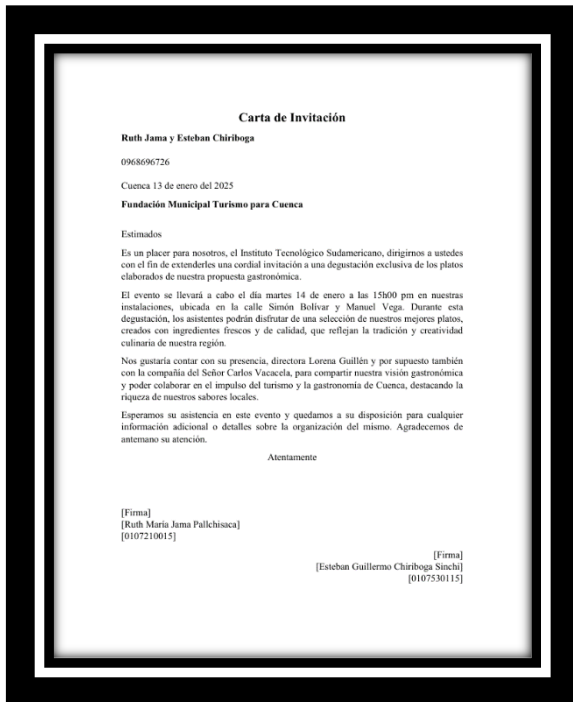 Carta de Invitación
Ruth Jama y Esteban Chiriboga
0968696726
Cuenca 13 de enero del 2025
Fundación Municipal Turismo para Cuenca
Estimados
Es un placer para nosotros, el Instituto Tecnológico Sudamericano, dirigirnos a ustedes
con el fin de extenderles una cordial invitación a una degustación exclusiva de los platos
elaborados de nuestra propuesta gastronómica.
El evento se llevará a cabo el día martes 14 de enero a las 15h00 pm en nuestras
instalaciones, ubicada en la calle Simón Bolívar y Manuel Vega. Durante esta
degustación, los asistentes podrán disfrutar de una selección de nuestros mejores platos,
creados con ingredientes frescos y de calidad, que reflejan la tradición y creatividad
culinaria de nuestra región.
Nos gustaría contar con su presencia, directora Lorena Guillén y por supuesto también
con la compañía del Señor Carlos Vacacela, para compartir nuestra visión gastronómica
y poder colaborar en el impulso del turismo y la gastronomía de Cuenca, destacando la
riqueza de nuestros sabores locales.
Esperamos su asistencia en este evento y quedamos a su disposición para cualquier
información adicional o detalles sobre la organización del mismo. Agradecemos de
antemano su atención.
Atentamente
[Firma]
[Ruth María Jama Pallchisaca]
[0107210015]
[Firma]
[Esteban Guillermo Chiriboga Sinchi]
[0107530115]